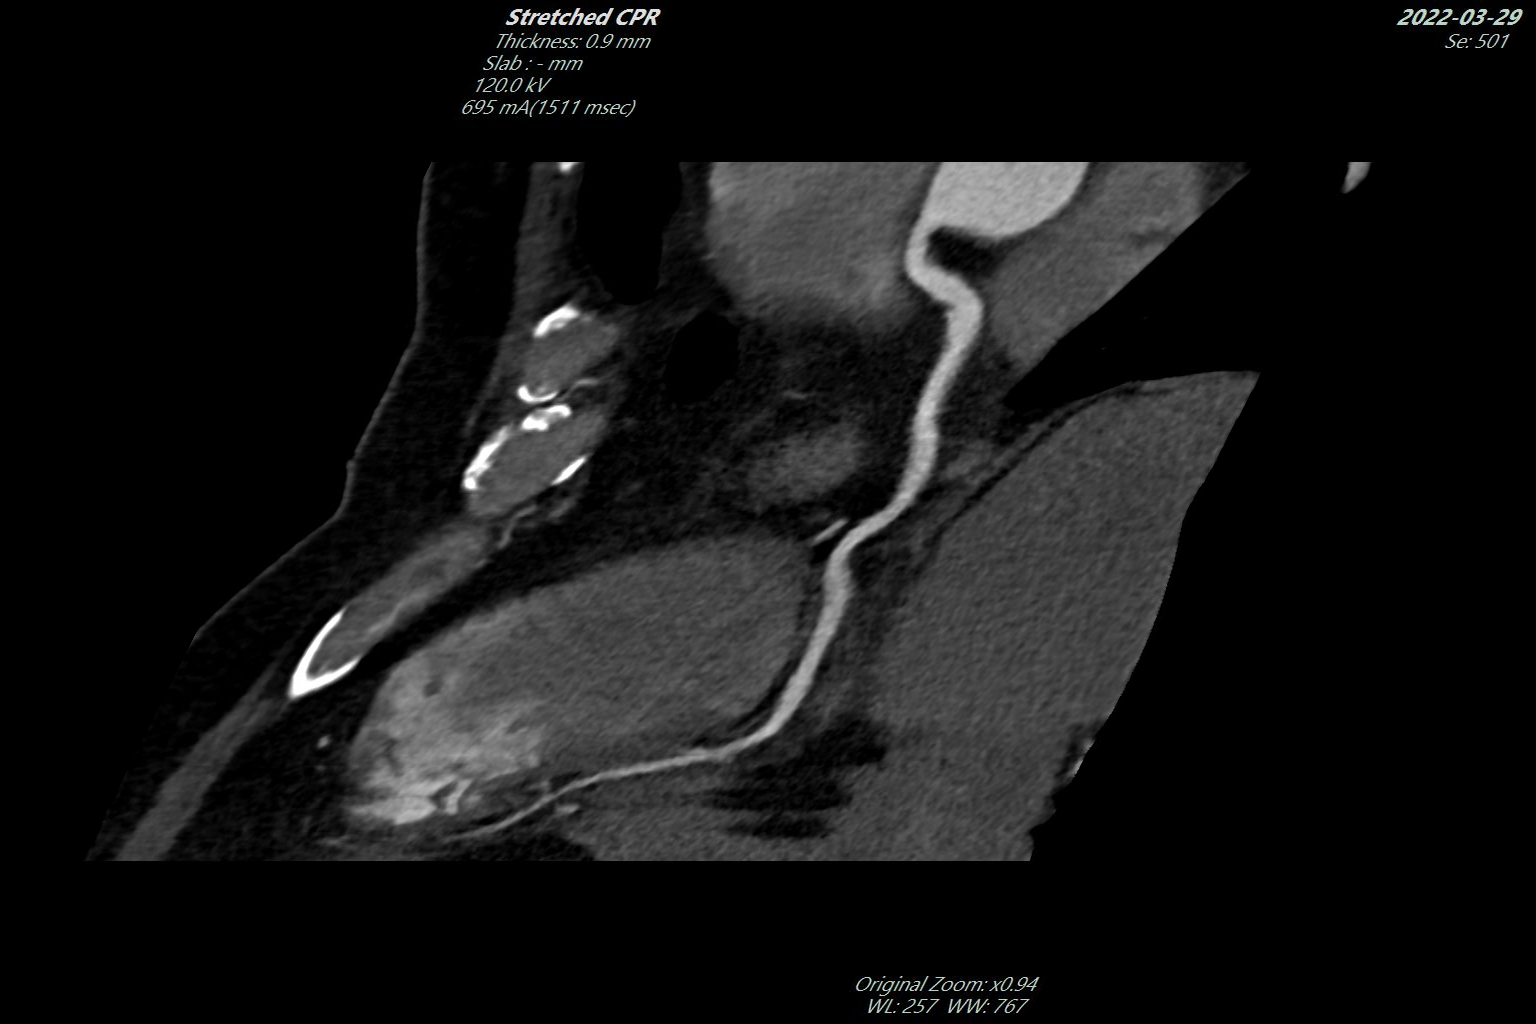 Stretched CPR
Thickness: 0.9 mm
Slab : - mm
120.0 kV
695 mA(1511 msec)
2022-03-29
Se: 501
Original Zoom: x0.94
WL: 257 WW: 767